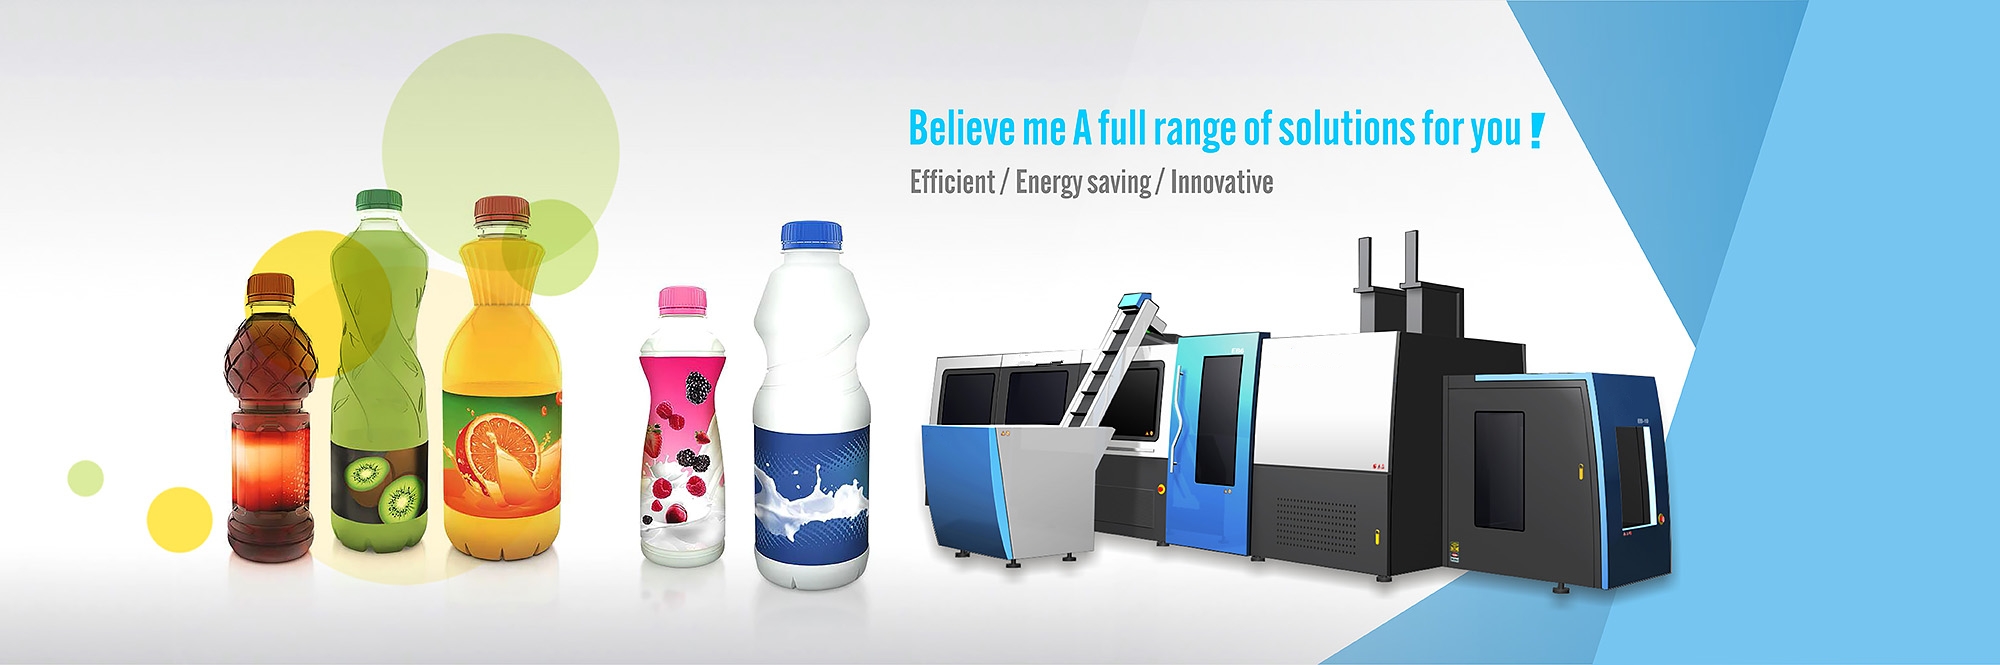 Believe me A full range of solutions for you !
Efficient / Energy saving / Innovative